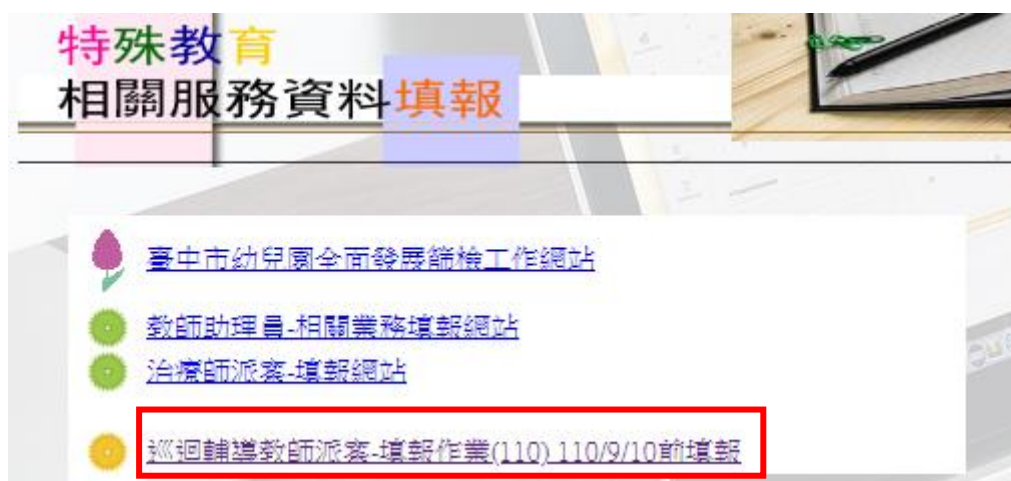 特殊教育
相關服務資料填報
臺中市幼兒園全面發展篩檢工作網站
教師助理員-相關業務填報網站
治療師派案-填報網站
巡迴輔導教師派案-填報作業(110) 110/9/10前填報